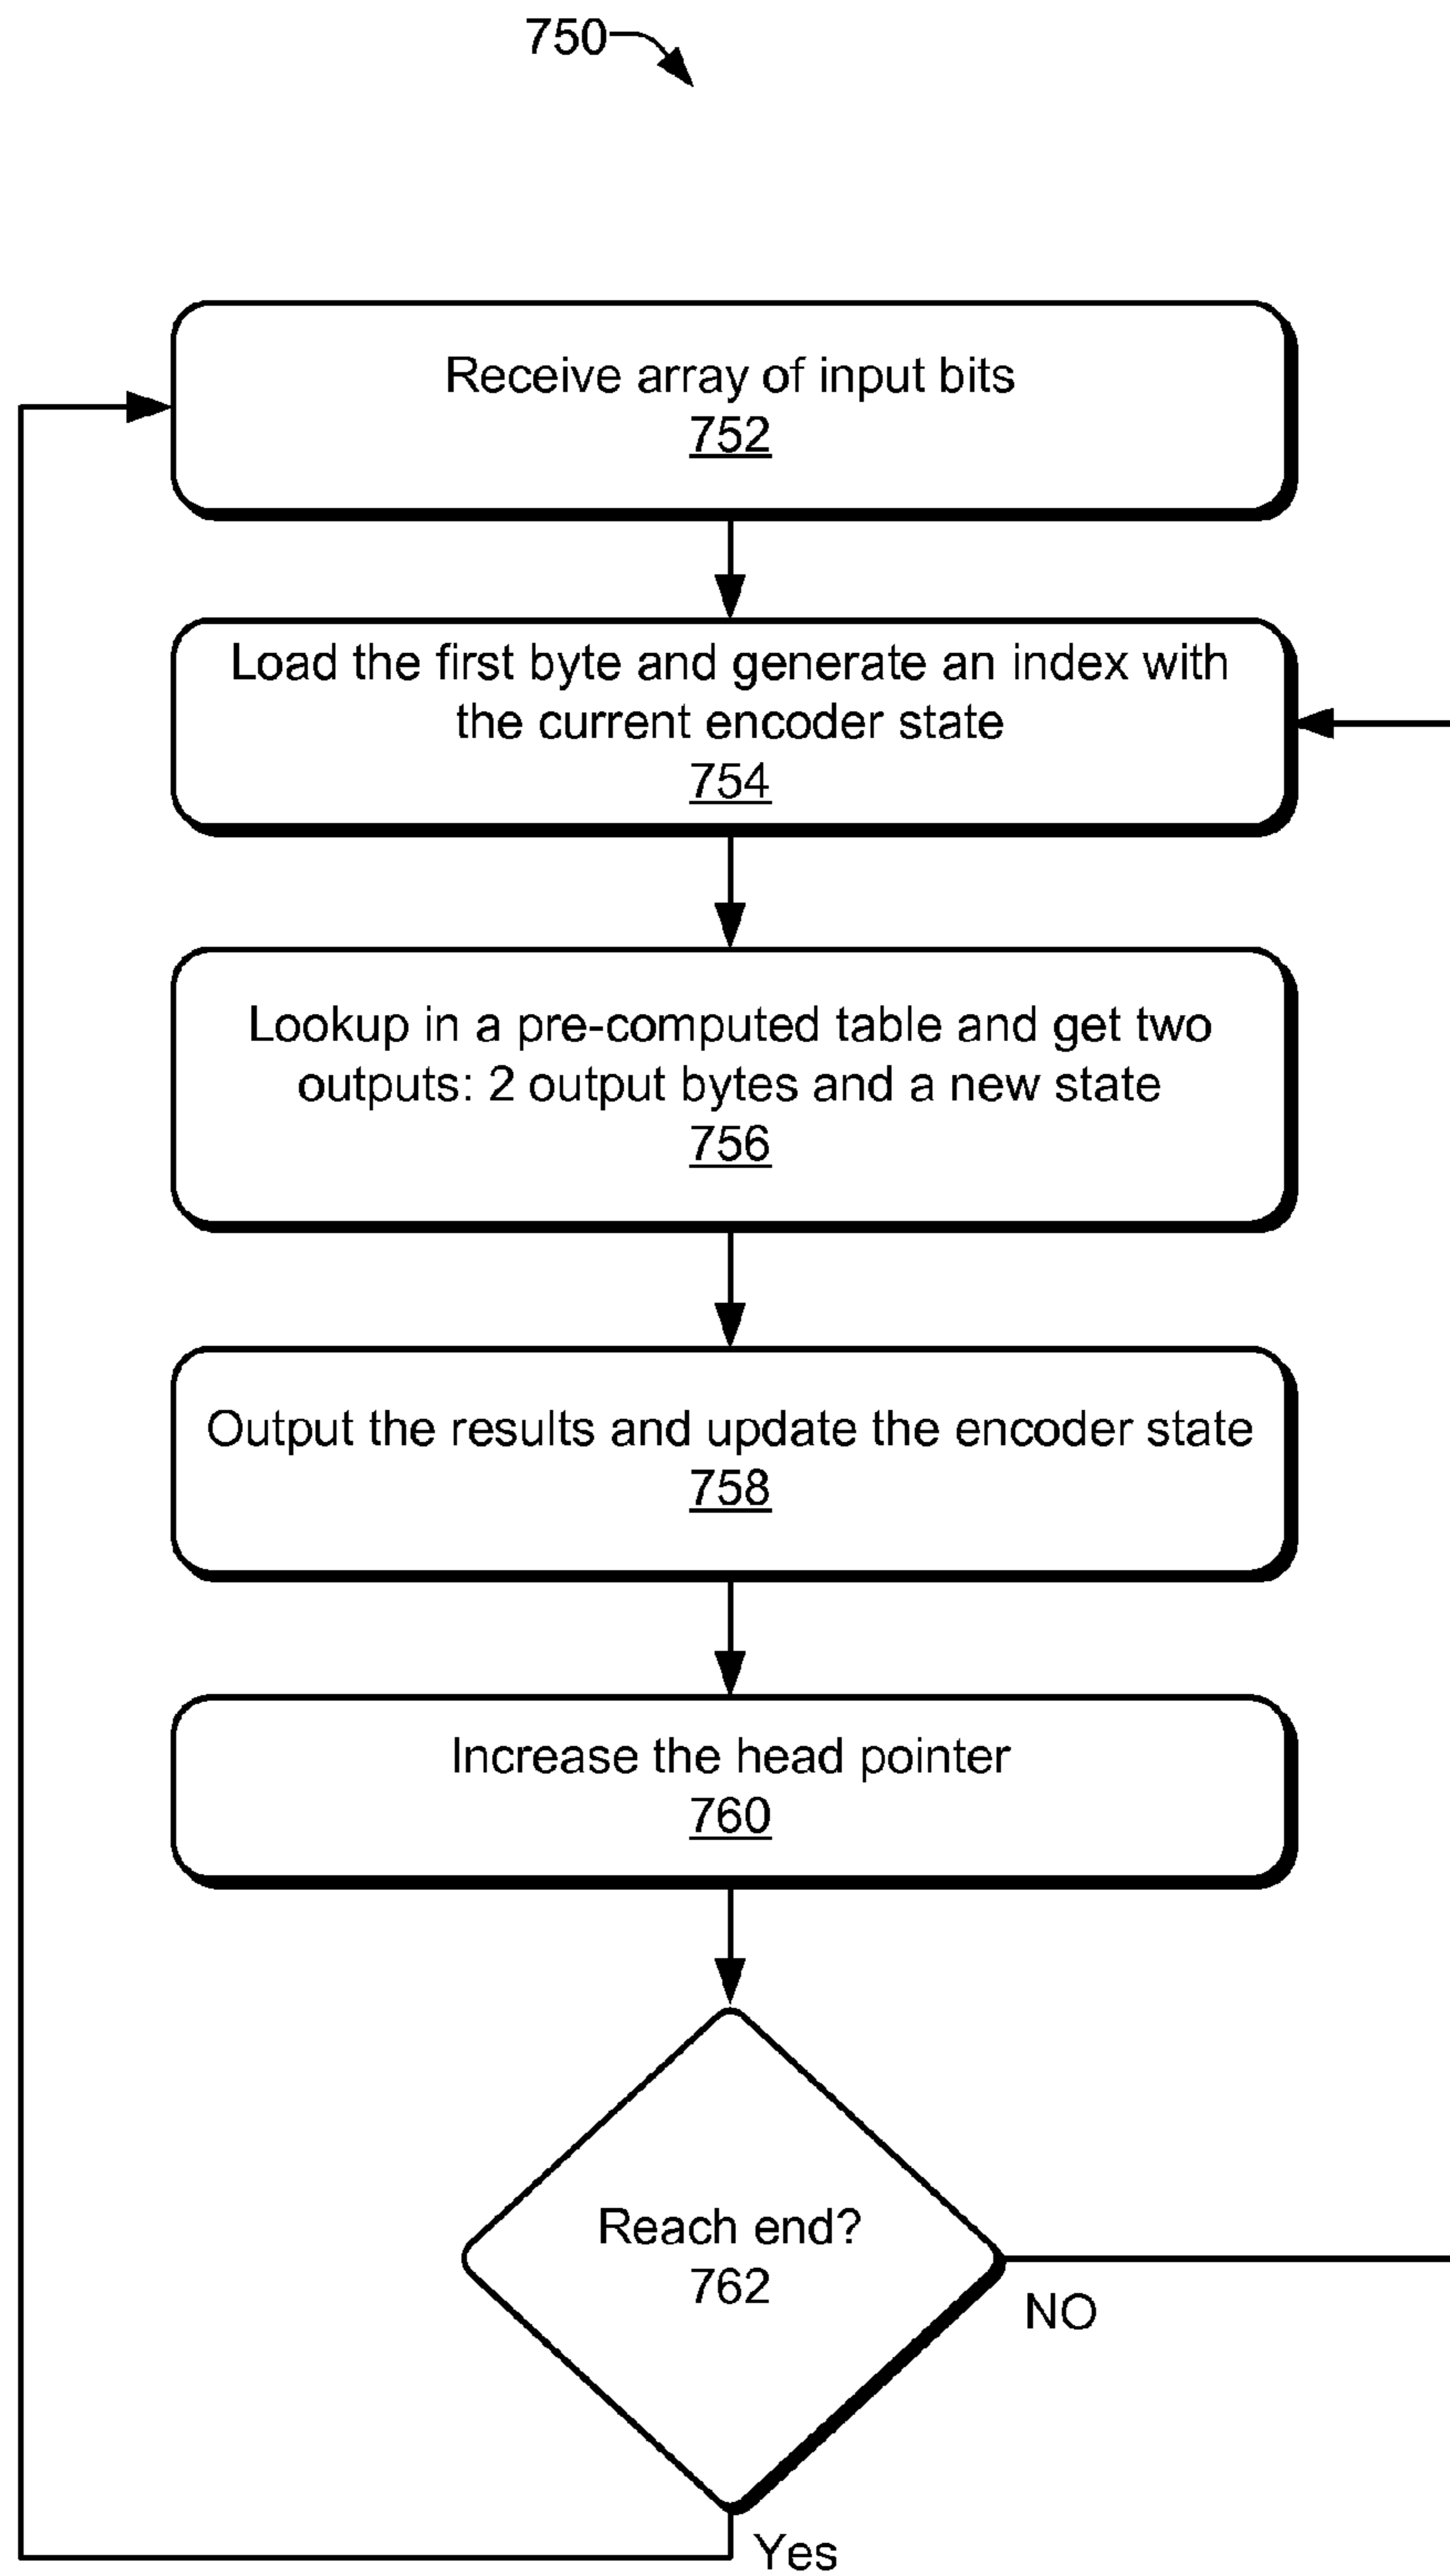 750
Receive array of input bits
752
Load the first byte and generate an index with
the current encoder state
754
Lookup in a pre-computed table and get two
outputs: 2 output bytes and a new state
756
Output the results and update the encoder state
758
Increase the head pointer
760
Reach end?
762
NO
Yes